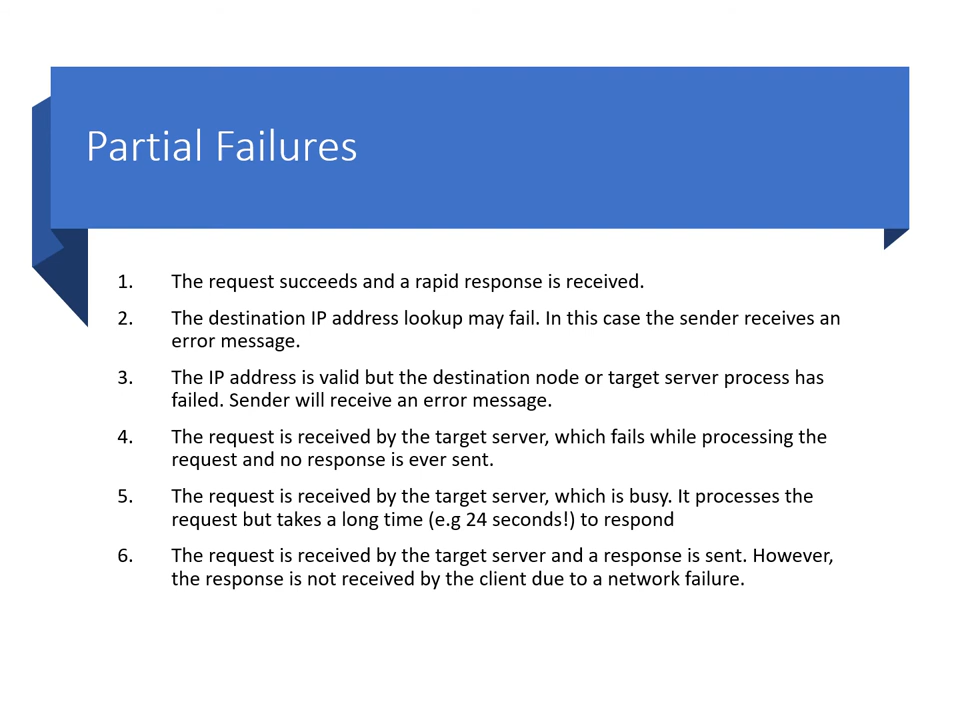 Partial Failures
1. The request succeeds and a rapid response is received.
2. The destination IP address lookup may fail. In this case the sender receives an
error message.
3. The IP address is valid but the destination node or target server process has
failed. Sender will receive an error message.
4. The request is received by the target server, which fails while processing the
request and no response is ever sent.
5. The request is received by the target server, which is busy. It processes the
request but takes a long time (e.g 24 seconds!) to respond
6. The request is received by the target server and a response is sent. However,
the response is not received by the client due to a network failure.